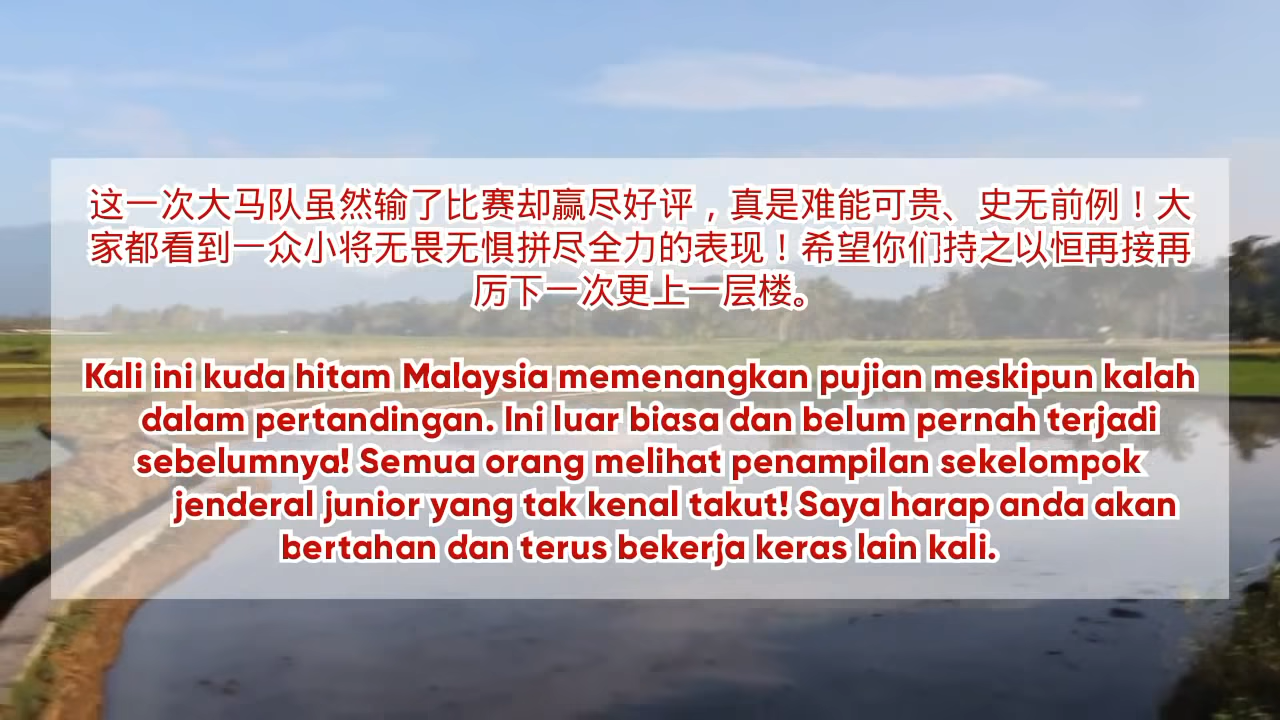 这一次大马队虽然输了比赛却赢尽好评，真是难能可贵、史无前例！大
家都看到一众小将无畏无惧拼尽全力的表现！希望你们持之以恒再接再
厉下一次更上一层楼。
Kali ini kuda hitam Malaysia memenangkan pujian meskipun kalah
dalam pertandingan. Ini luar biasa dan belum pernah terjadi
sebelumnya! Semua orang melihat penampilan sekelompok
jenderal junior yang tak kenal takut! Saya harap anda akan
bertahan dan terus bekerja keras lain kali.